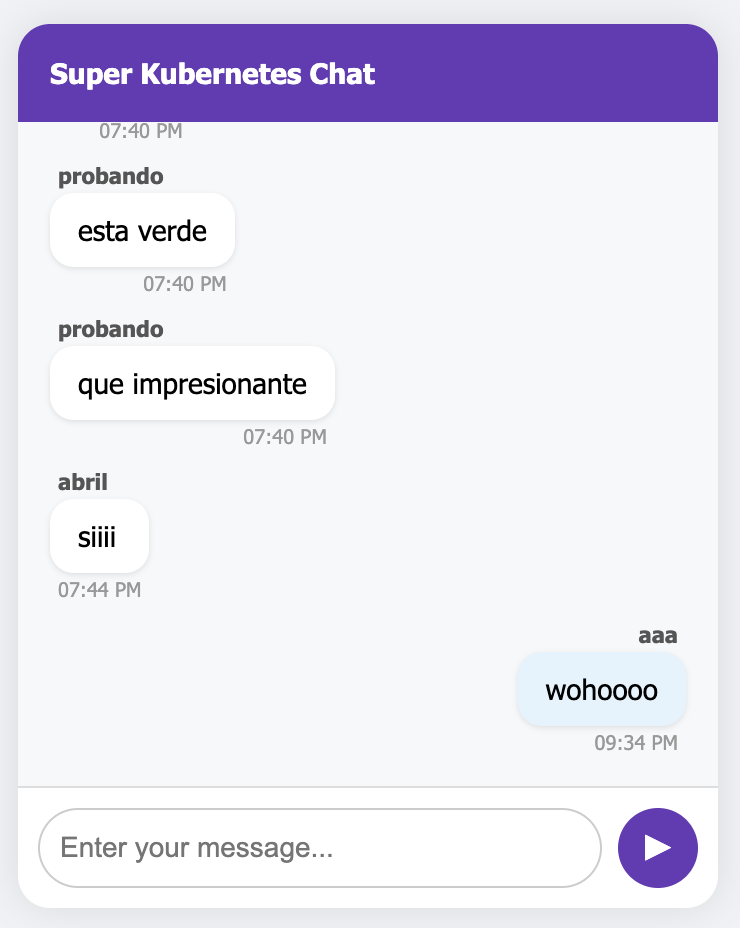 Super Kubernetes Chat
07:40 PM
probando
esta verde
07:40 PM
probando
que impresionante
07:40 PM
abril
siiii
07:44 PM
aaa
wohoooo
09:34 PM
Enter your message...